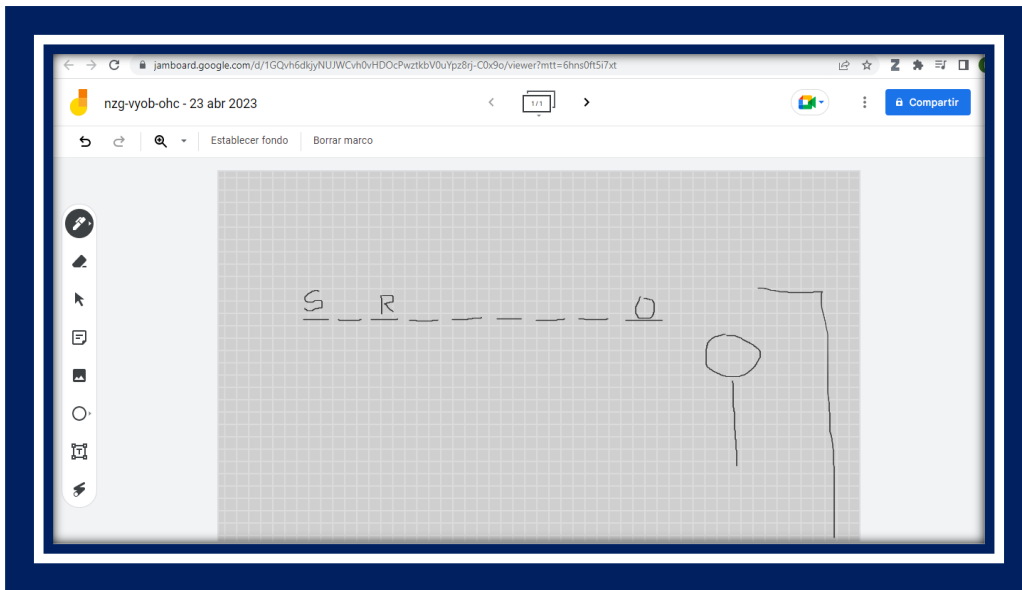 jamboard.google.com/d/1GQvh6dkjyNUJWCvh0vHDOcPwztkbV0uYpz8rj-C0x9o/viewer?mtt=6hns0ft5i7xt
Z
nzg-vyob-ohc - 23 abr 2023
1/1
Compartir
Establecer fondo
Borrar marco
S _ R _ _ _ _ _ O
T